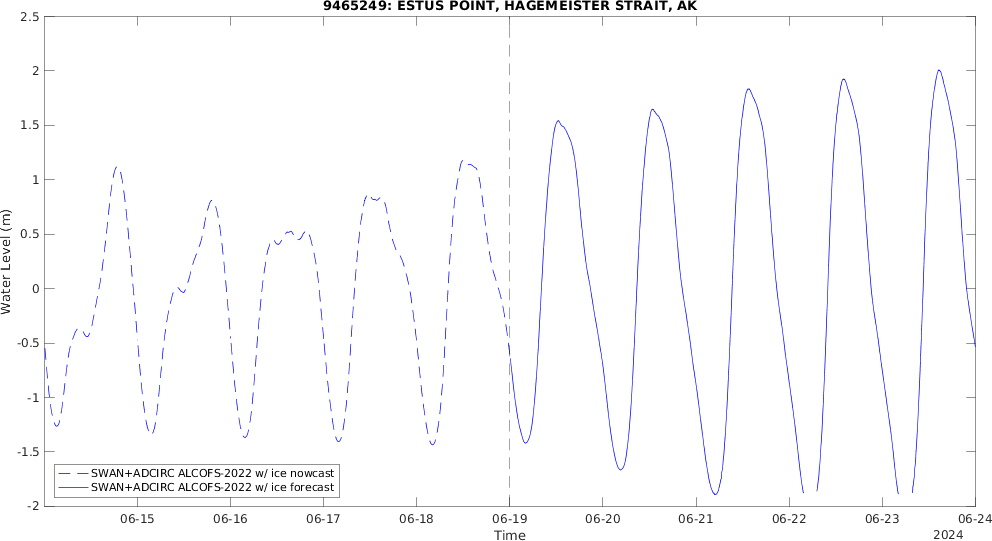 9465249: ESTUS POINT, HAGEMEISTER STRAIT, AK
2.5
2
1.5
1
0.5
0
-0.5
-1
-1.5
-2
Water Level (m)
SWAN+ADCIRC ALCOFS-2022 w/ ice nowcast
SWAN+ADCIRC ALCOFS-2022 w/ ice forecast
06-15 06-16 06-17 06-18 06-19 06-20 06-21 06-22 06-23 06-24
Time
2024